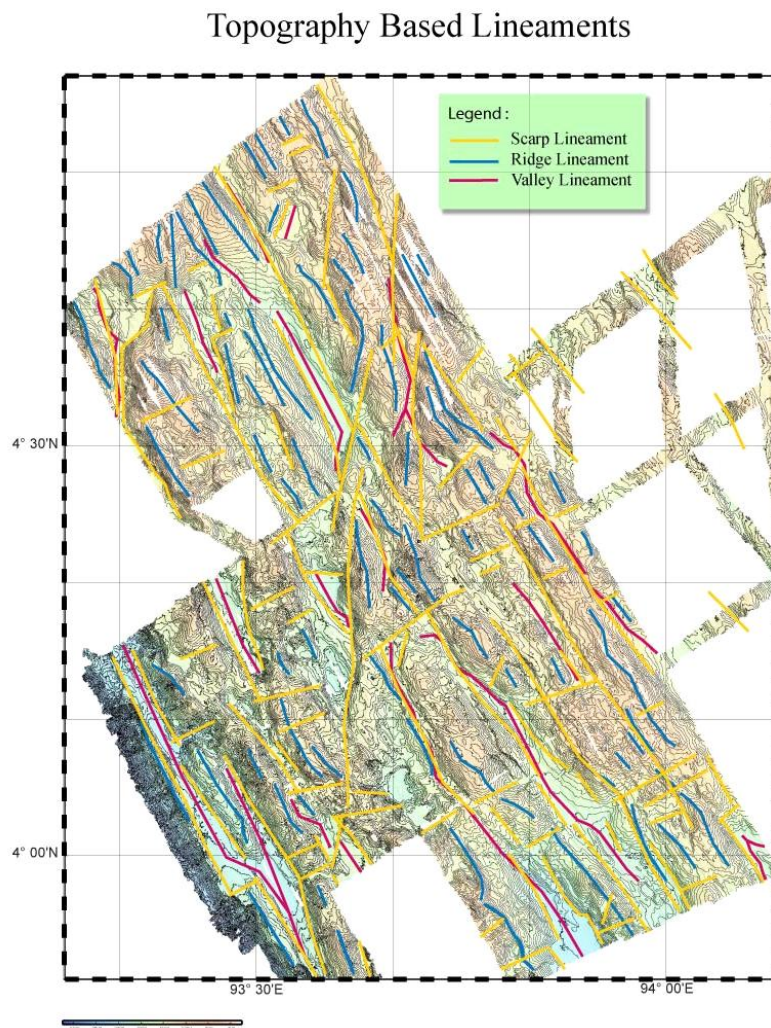 Topography Based Lineaments
Legend :
Scarp Lineament
Ridge Lineament
Valley Lineament
4° 30'N
4° 00'N
93° 30'E
94° 00'E